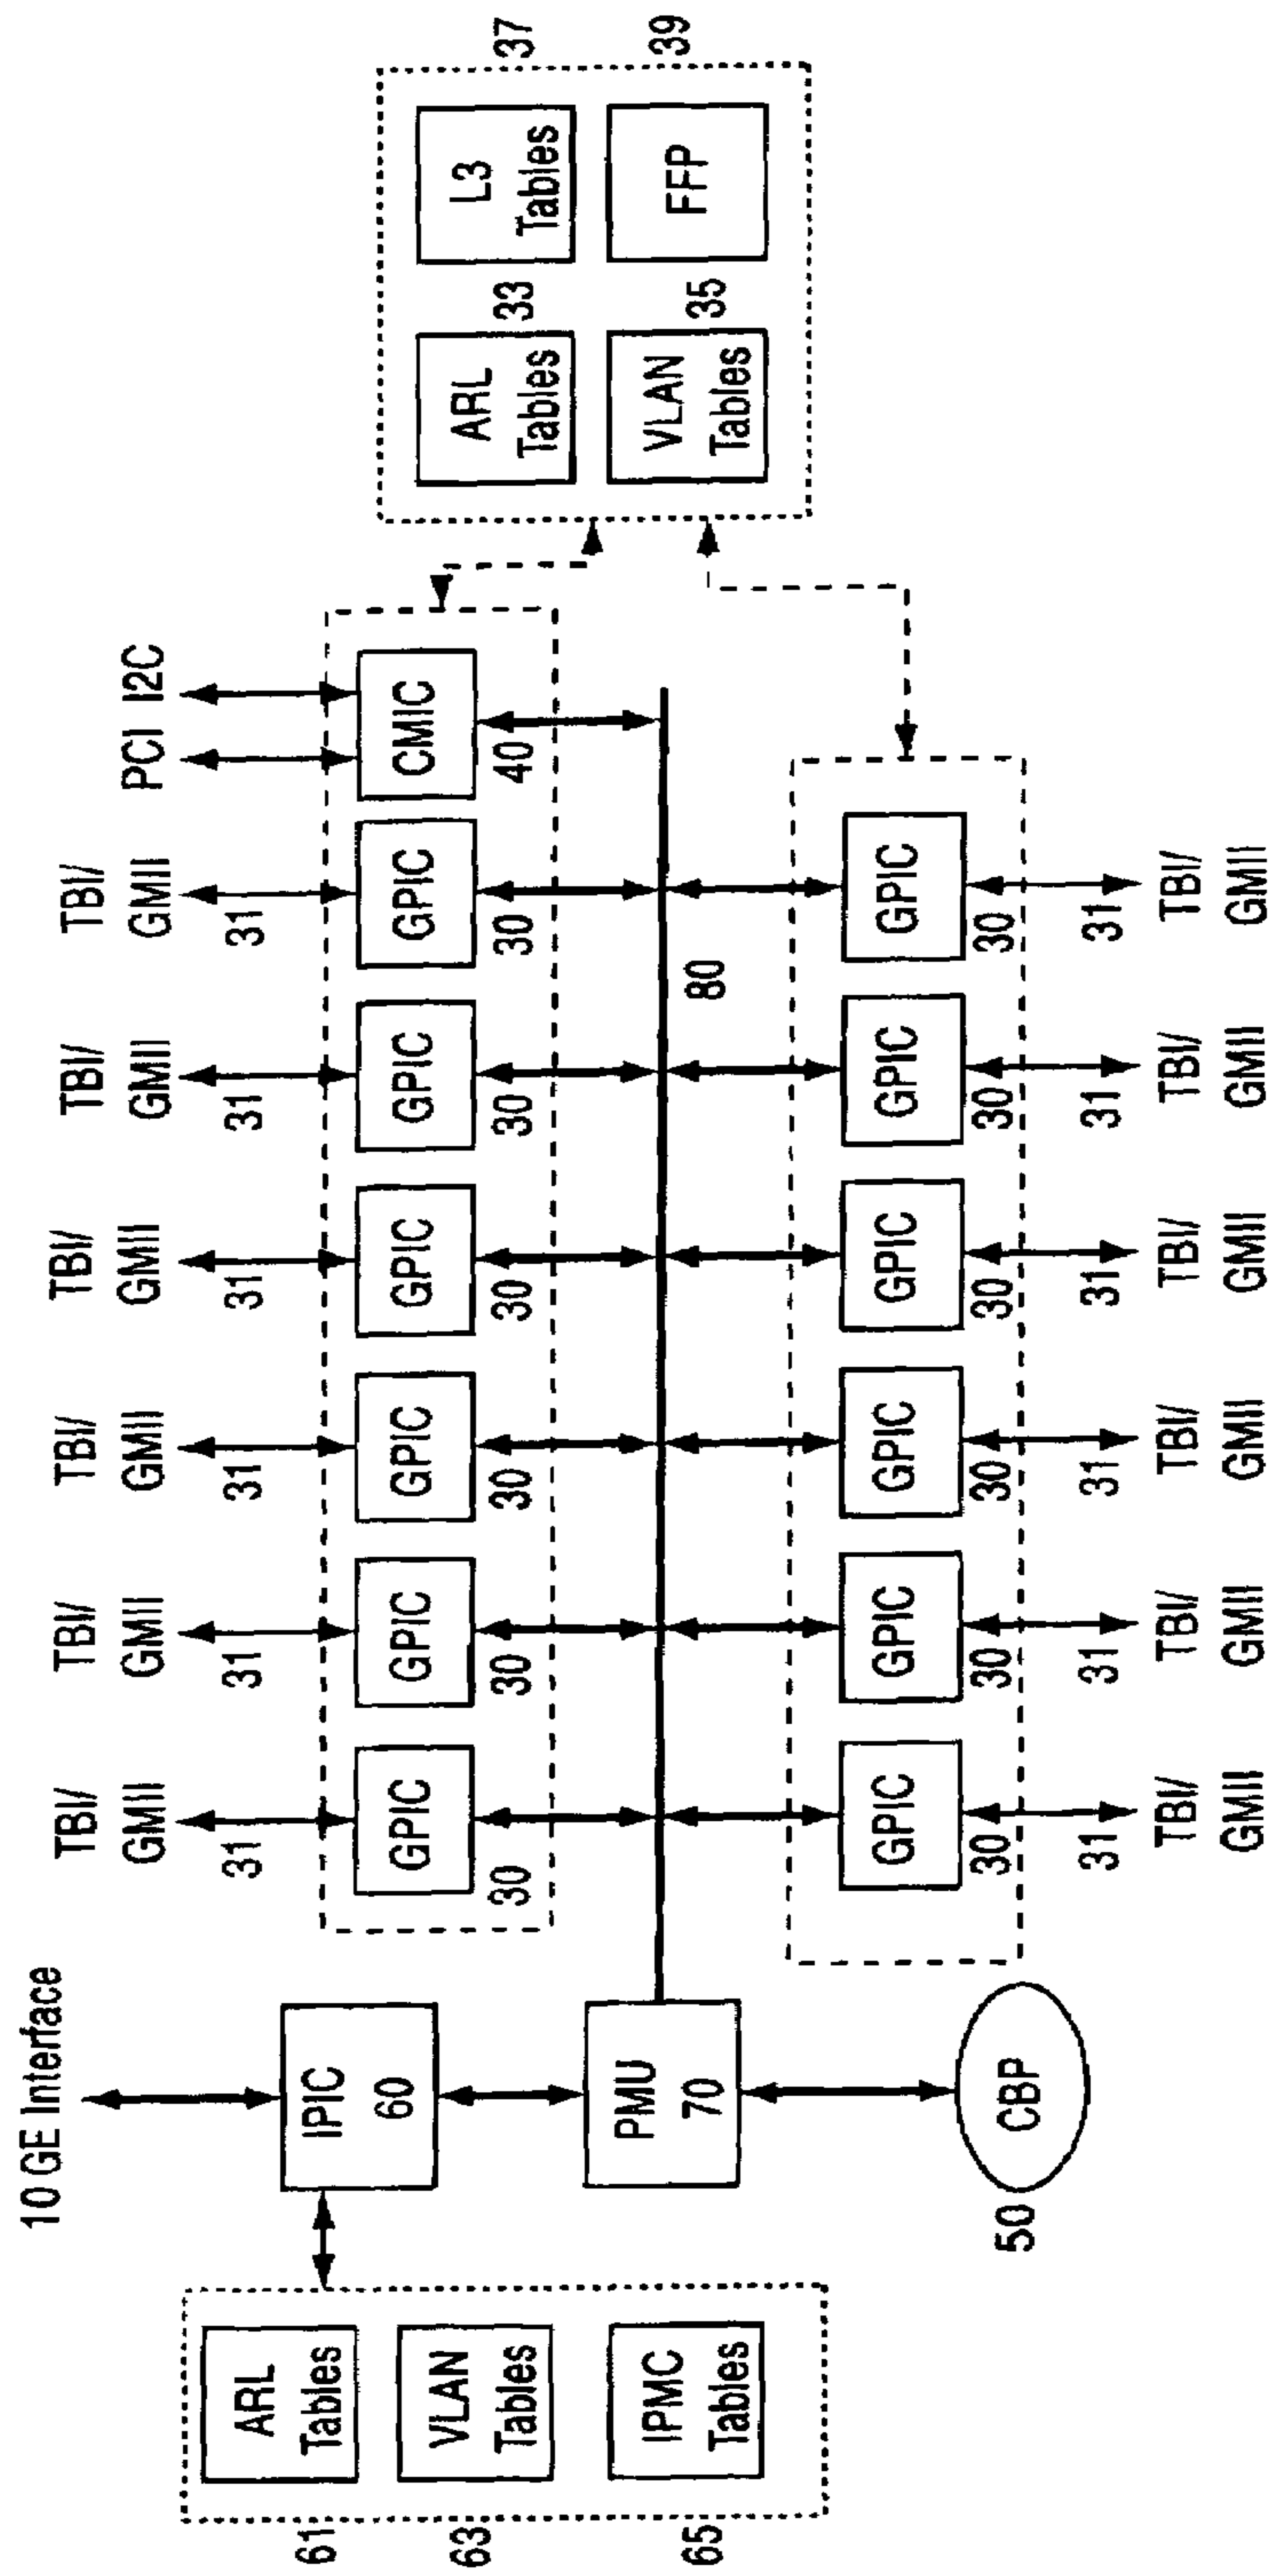 10 GE Interface
TBI/
GMII
TBI/
GMII
TBI/
GMII
TBI/
GMII
TBI/
GMII
TBI/
GMII
PCI
I2C
31
31
31
31
31
31
61
ARL
Tables
63
VLAN
Tables
65
IPMC
Tables
IPIC
60
PMU
70
50
CBP
GPIC
30
GPIC
30
GPIC
30
GPIC
30
GPIC
30
GPIC
30
CMIC
40
80
GPIC
30
GPIC
30
GPIC
30
GPIC
30
GPIC
30
GPIC
30
31
31
31
31
31
31
TBI/
GMII
TBI/
GMII
TBI/
GMII
TBI/
GMII
TBI/
GMII
TBI/
GMII
ARL
Tables
33
L3
Tables
37
VLAN
Tables
35
FFP
39